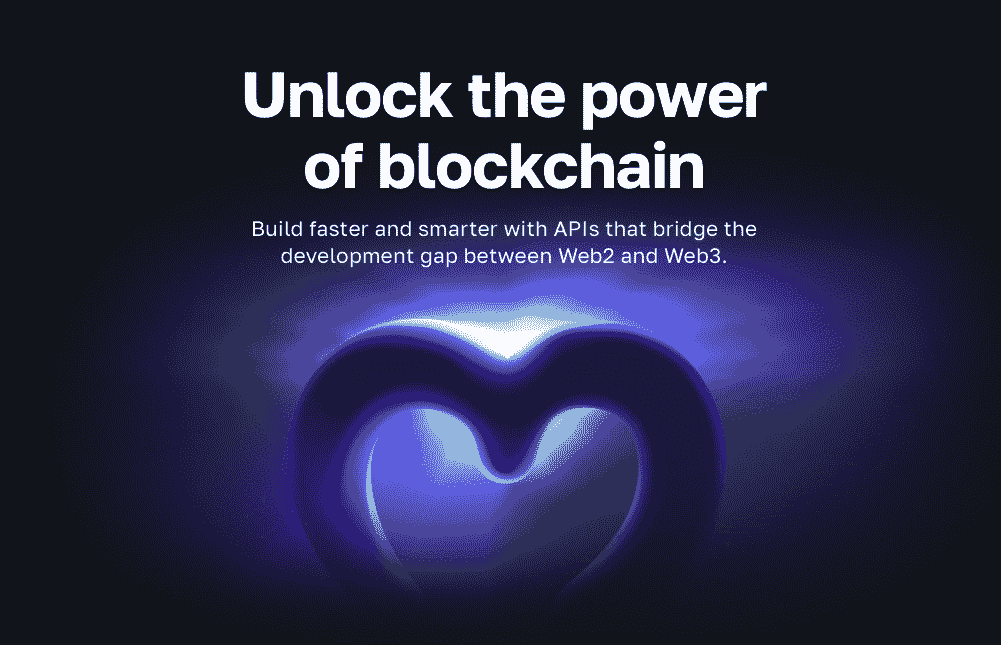 Unlock the power
of blockchain
Build faster and smarter with APIs that bridge the
development gap between Web2 and Web3.